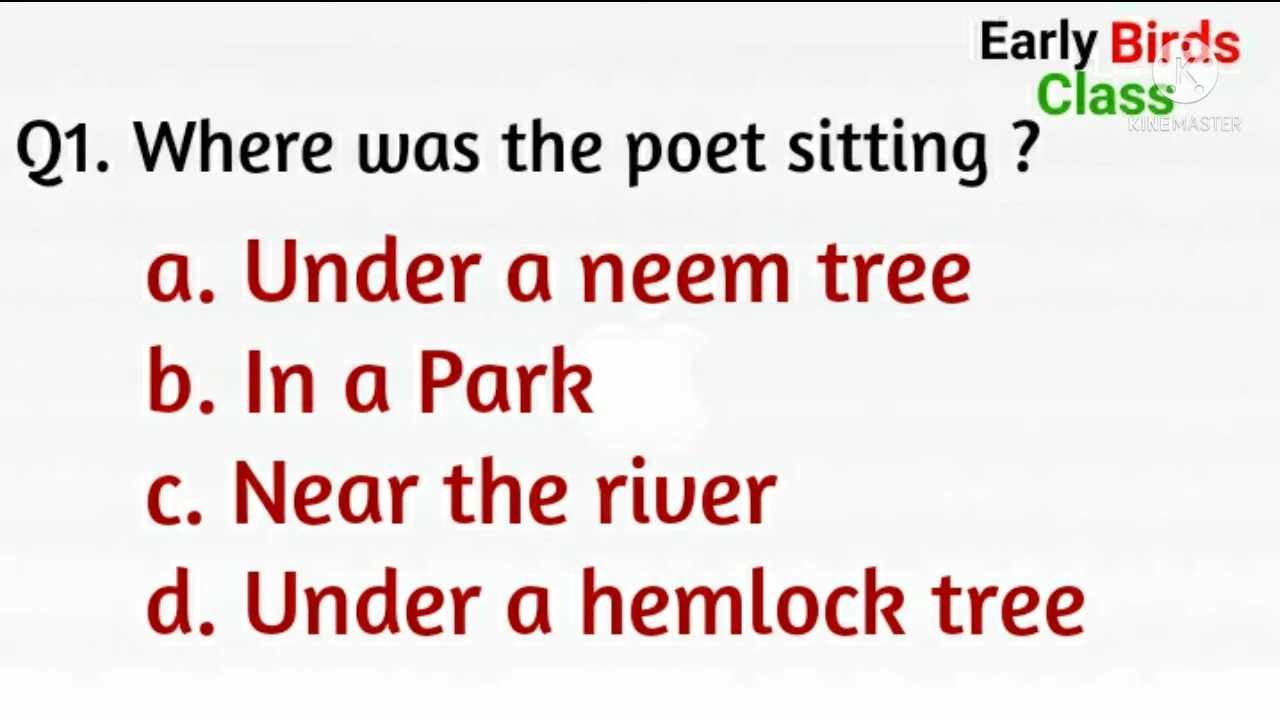 Early Birds
Class
KINEMASTER
Q1. Where was the poet sitting ?
a. Under a neem tree
b. In a Park
c. Near the river
d. Under a hemlock tree